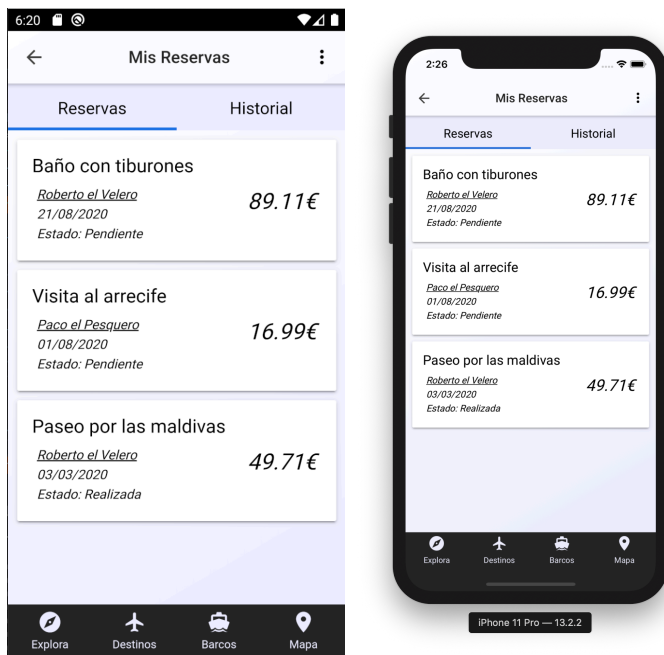 6:20
Mis Reservas
Reservas Historial
Baño con tiburones
Roberto el Velero
21/08/2020
Estado: Pendiente
89.11€
Visita al arrecife
Paco el Pesquero
01/08/2020
Estado: Pendiente
16.99€
Paseo por las maldivas
Roberto el Velero
03/03/2020
Estado: Realizada
49.71€
Explora Destinos Barcos Mapa
2:26
Mis Reservas
Reservas Historial
Baño con tiburones
Roberto el Velero
21/08/2020
Estado: Pendiente
89.11€
Visita al arrecife
Paco el Pesquero
01/08/2020
Estado: Pendiente
16.99€
Paseo por las maldivas
Roberto el Velero
03/03/2020
Estado: Realizada
49.71€
Explora Destinos Barcos Mapa
iPhone 11 Pro — 13.2.2